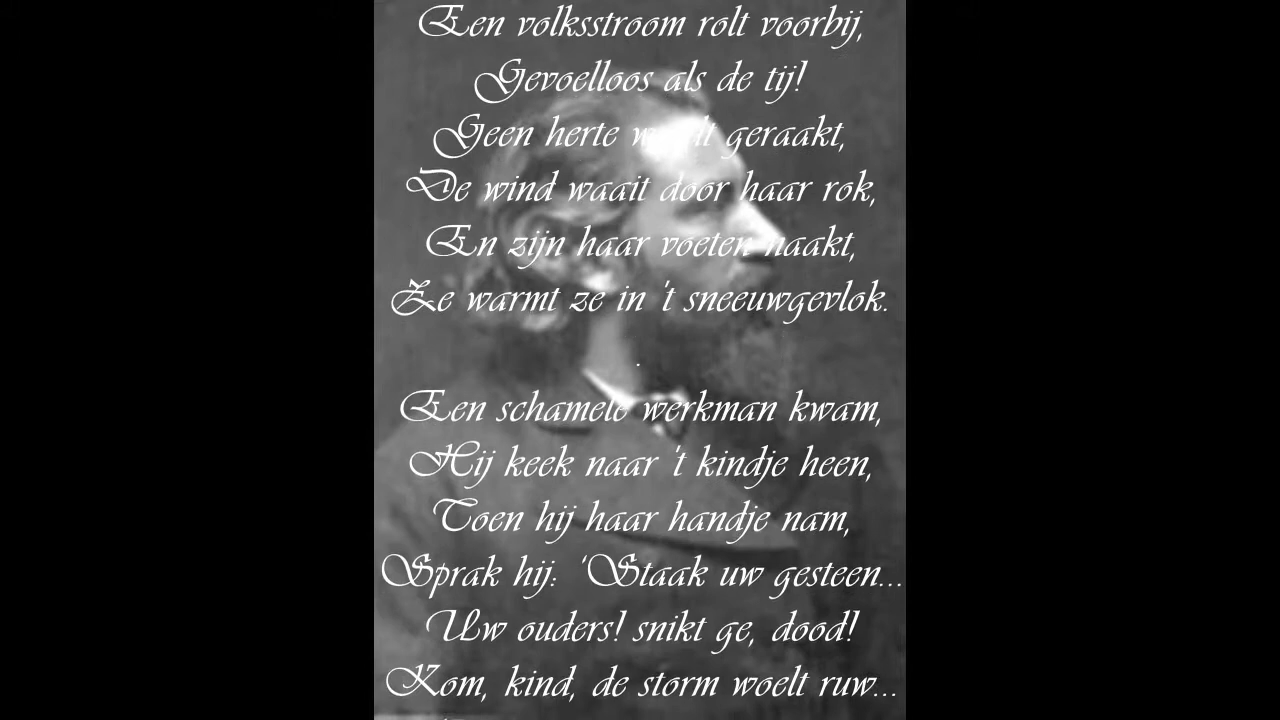 Een volksstroom rolt voorbij,
Gevoelloos als de tij!
Geen herte wordt geraakt,
De wind waait door haar rok,
En zijn haar voeten naakt,
Ze warmt ze in 't sneeuwgevlok.
.
Een schamele werkman kwam,
Hij keek naar 't kindje heen,
Toen hij haar handje nam,
Sprak hij: 'Staak uw gesteen...
Uw ouders! snikt ge, dood!
Kom, kind, de storm woelt ruw...